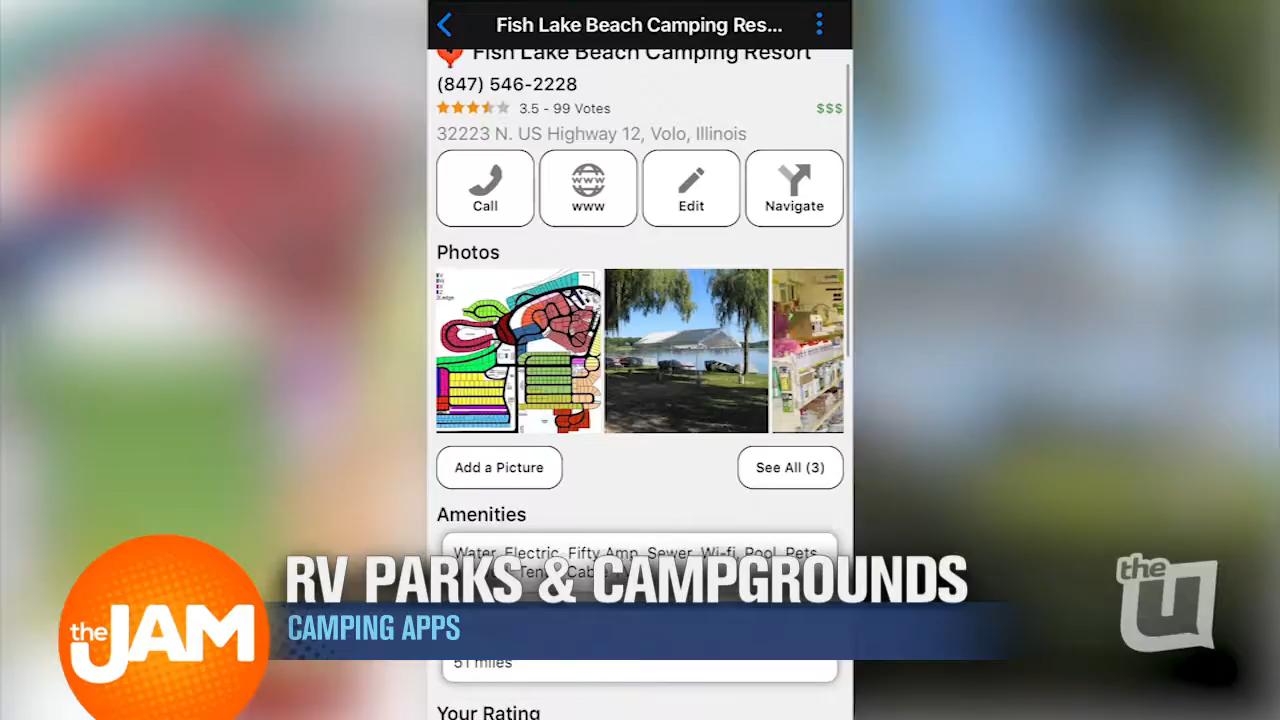 Fish Lake Beach Camping Res...
Fish Lake Beach Camping Resort
(847) 546-2228
3.5 - 99 Votes
$$$
32223 N. US Highway 12, Volo, Illinois
Call
www
www
Edit
Navigate
Photos
Add a Picture
See All (3)
Amenities
Water, Electric, Fifty Amp, Sewer, Wi-fi, Pool, Pets
RV PARKS & CAMPGROUNDS
CAMPING APPS
the JAM
the U
51 miles
Your Rating